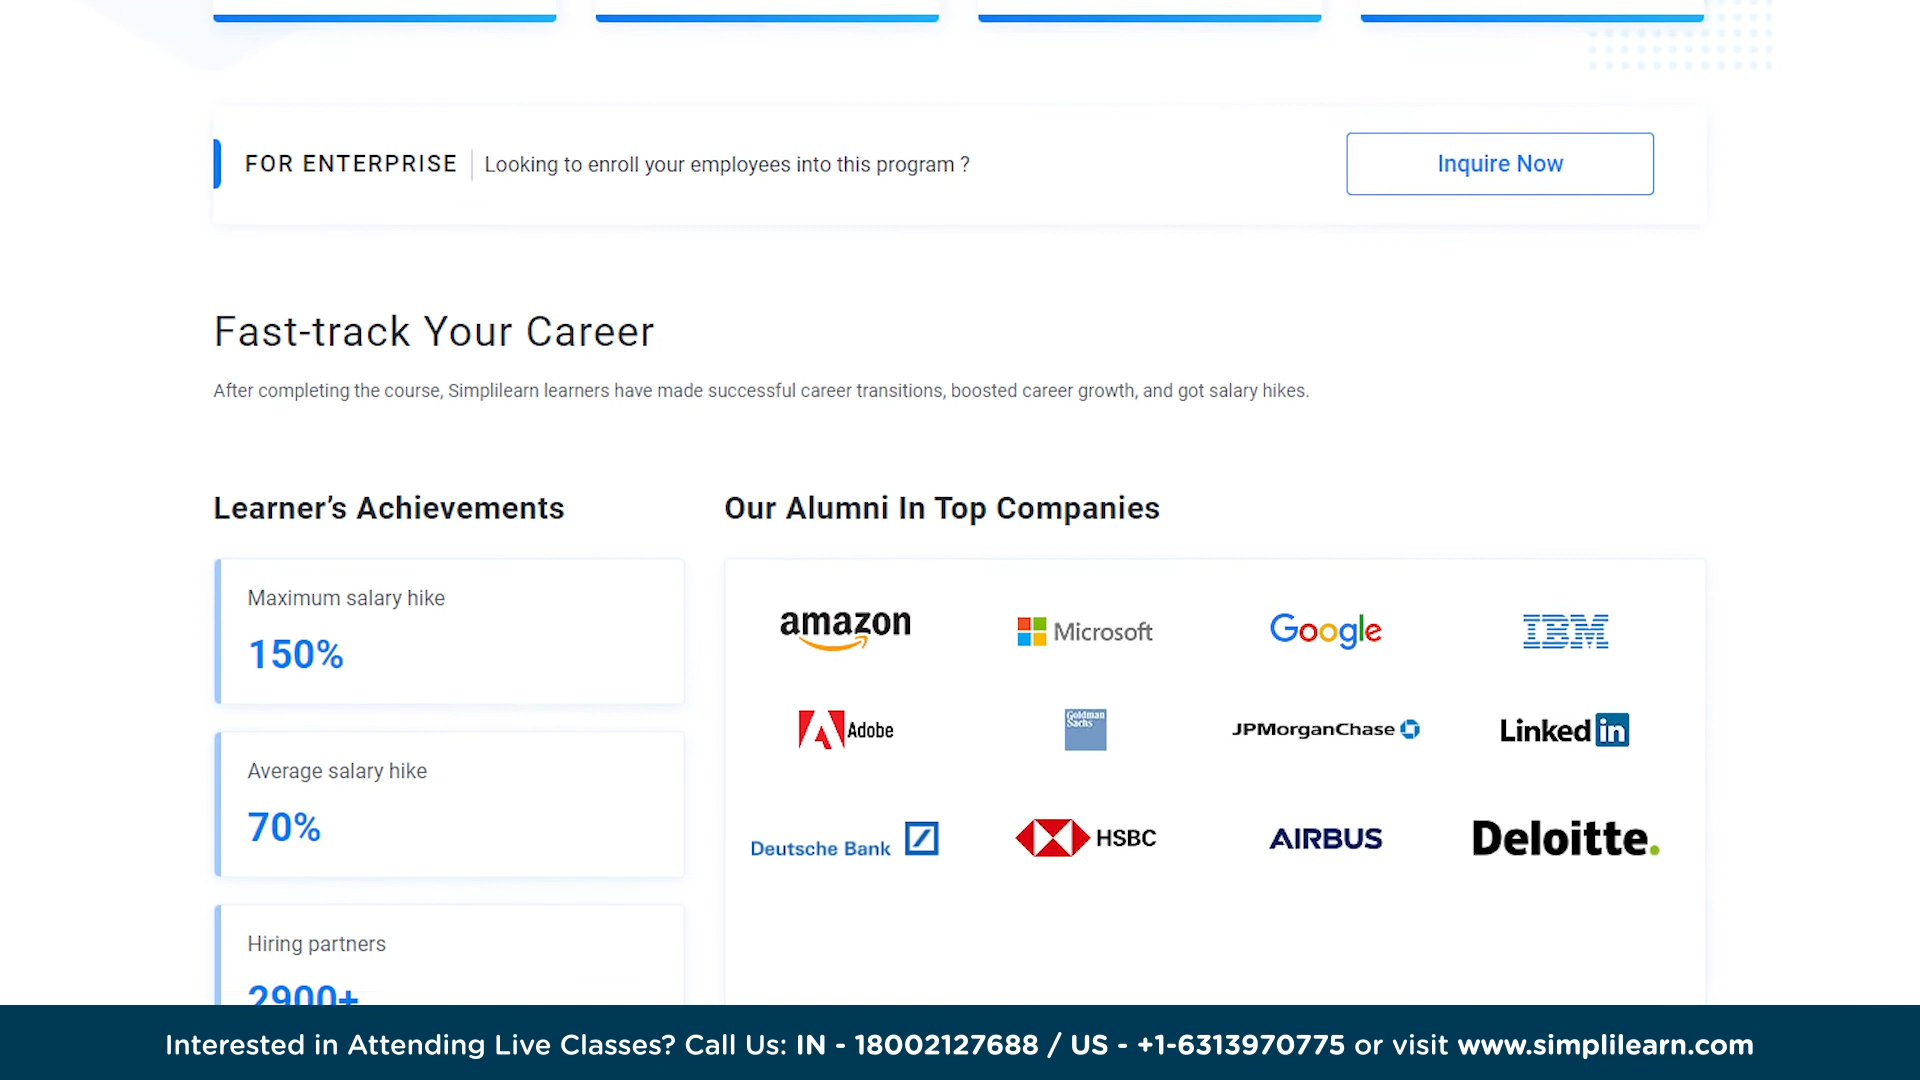 FOR ENTERPRISE Looking to enroll your employees into this program ?
Inquire Now
Fast-track Your Career
After completing the course, Simplilearn learners have made successful career transitions, boosted career growth, and got salary hikes.
Learner’s Achievements
Maximum salary hike
150%
Average salary hike
70%
Hiring partners
2900+
Our Alumni In Top Companies
amazon Microsoft Google IBM
Adobe Goldman Sachs JPMorganChase Linkedin
Deutsche Bank HSBC AIRBUS Deloitte.
Interested in Attending Live Classes? Call Us: IN - 18002127688 / US - +1-6313970775 or visit www.simplilearn.com